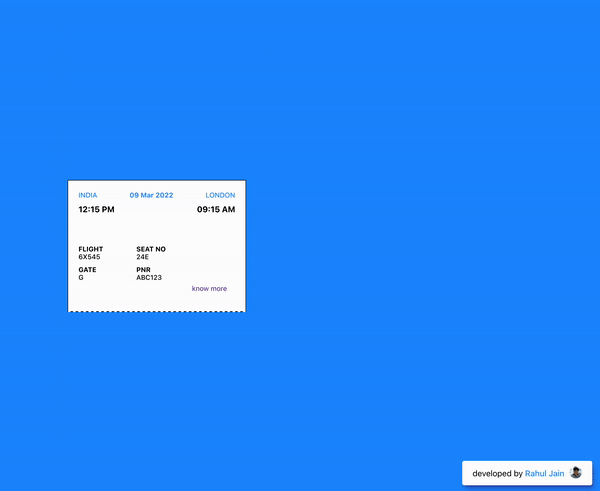 INDIA 09 Mar 2022 LONDON
12:15 PM 09:15 AM
FLIGHT SEAT NO
6X545 24E
GATE PNR
G ABC123
know more
developed by Rahul Jain